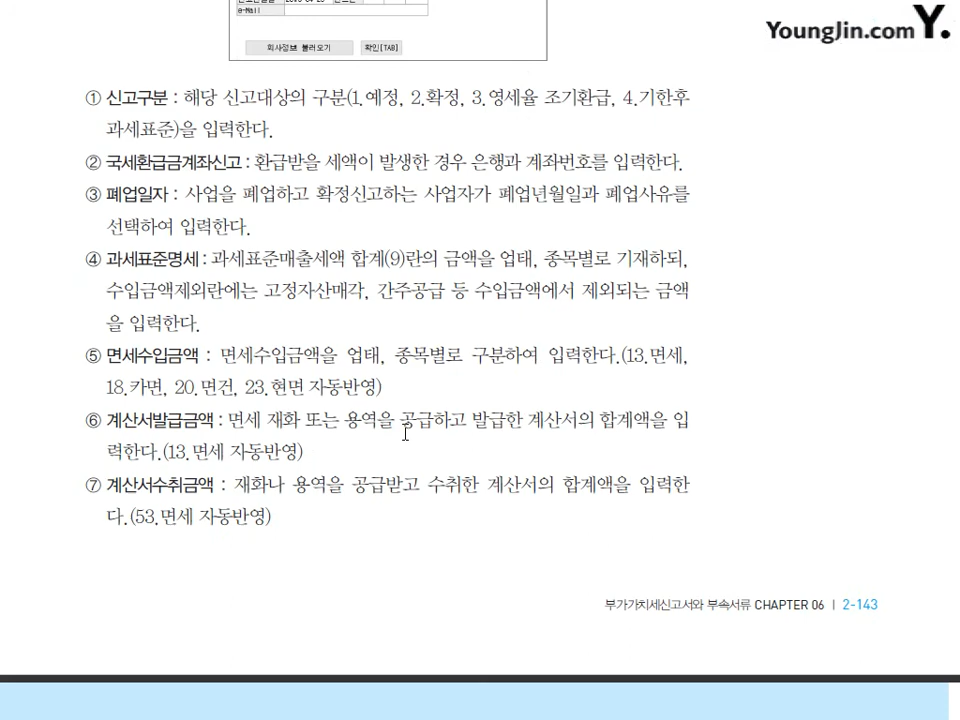 e-Mail
회사정보 불러오기 확인[TAB]
YoungJin.com Y.
① 신고구분 : 해당 신고대상의 구분(1.예정, 2.확정, 3.영세율 조기환급, 4.기한후
과세표준)을 입력한다.
② 국세환급금계좌신고 : 환급받을 세액이 발생한 경우 은행과 계좌번호를 입력한다.
③ 폐업일자 : 사업을 폐업하고 확정신고하는 사업자가 폐업년월일과 폐업사유를
선택하여 입력한다.
④ 과세표준명세 : 과세표준매출세액 합계(9)란의 금액을 업태, 종목별로 기재하되,
수입금액제외란에는 고정자산매각, 간주공급 등 수입금액에서 제외되는 금액
을 입력한다.
⑤ 면세수입금액 : 면세수입금액을 업태, 종목별로 구분하여 입력한다.(13.면세,
18.카면, 20.면건, 23.현면 자동반영)
⑥ 계산서발급금액 : 면세 재화 또는 용역을 공급하고 발급한 계산서의 합계액을 입
력한다.(13.면세 자동반영)
⑦ 계산서수취금액 : 재화나 용역을 공급받고 수취한 계산서의 합계액을 입력한
다.(53.면세 자동반영)
부가가치세신고서와 부속서류 CHAPTER 06 | 2-143